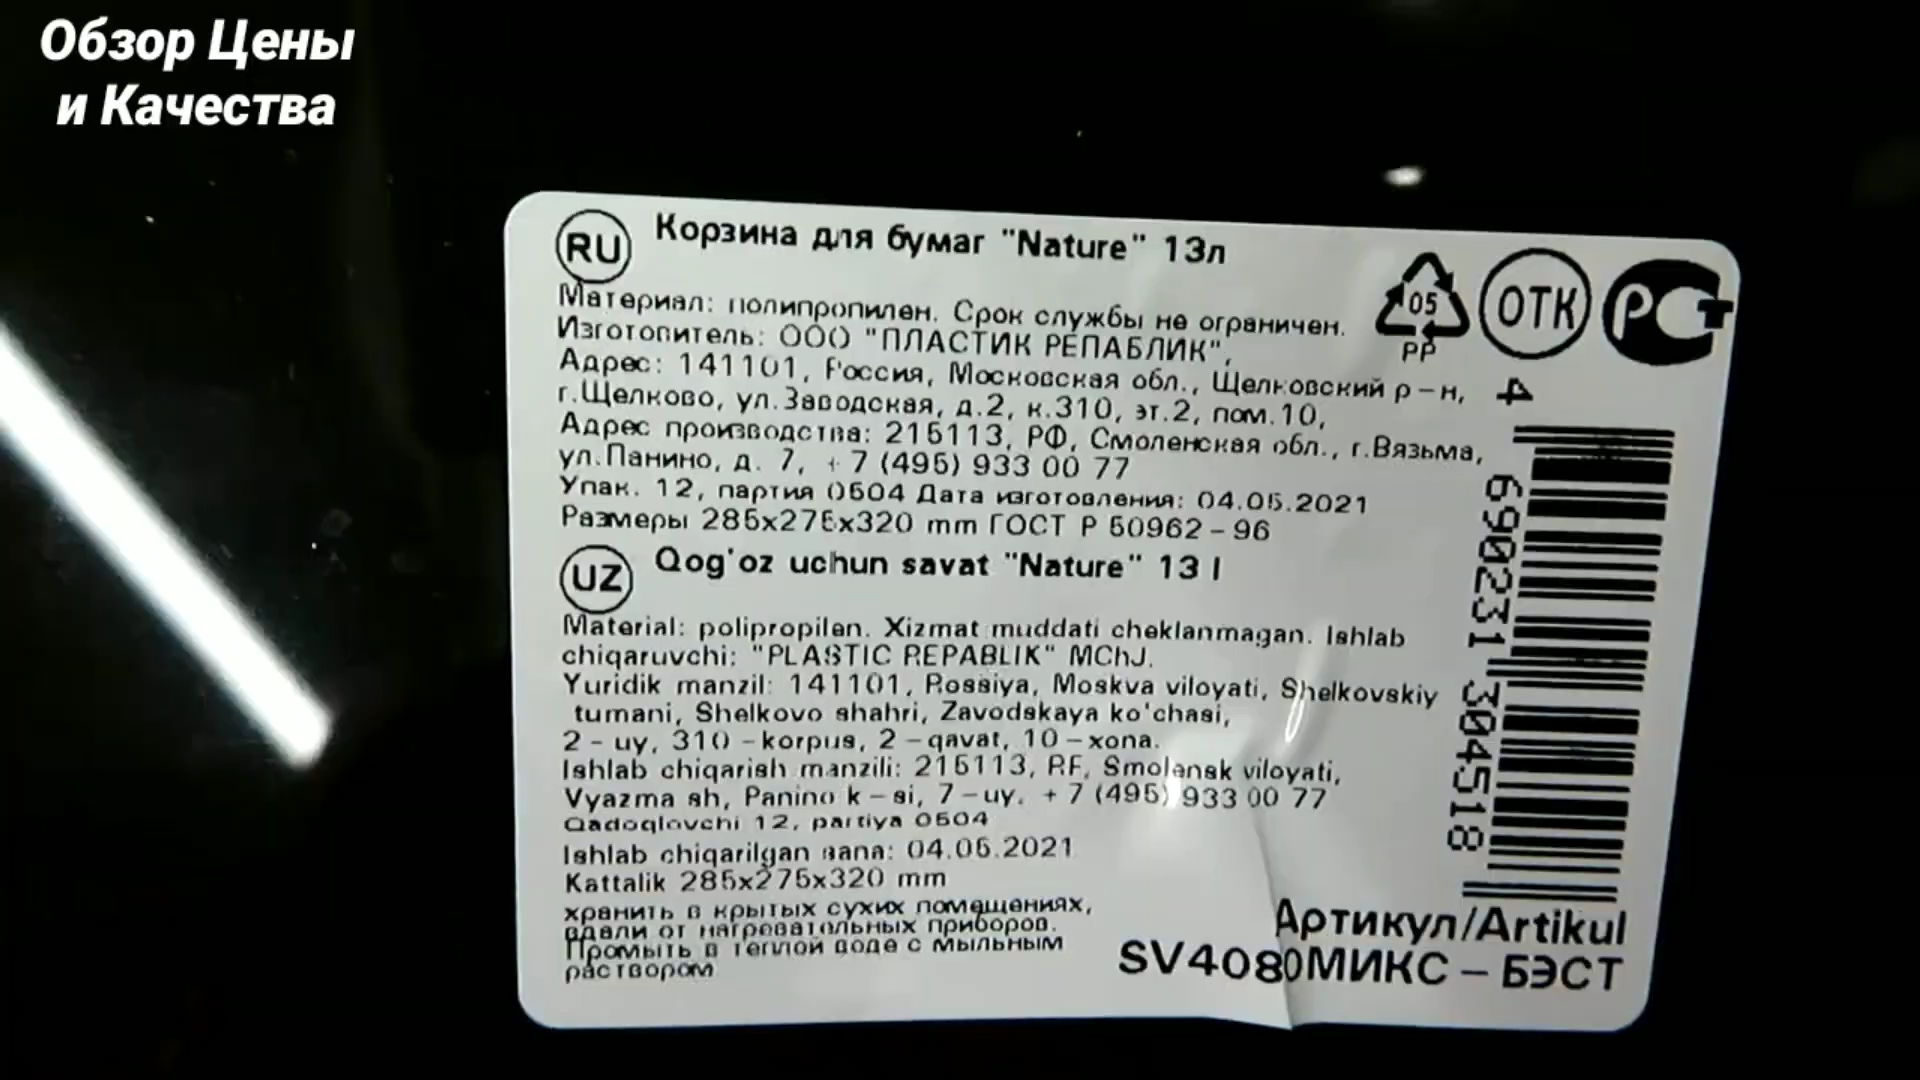 Обзор Цены
и Качества
RU
Корзина для бумаг "Nature" 13л
Материал: полипропилен. Срок службы не ограничен.
Изготовитель: ООО "ПЛАСТИК РЕПАБЛИК",
Адрес: 141101, Россия, Московская обл., Щелковский р-н,
г.Щелково, ул.Заводская, д.2, к.310, эт.2, пом.10,
Адрес производства: 215113, РФ, Смоленская обл., г.Вязьма,
ул.Панино, д. 7, +7 (495) 933 00 77
Упак. 12, партия 0504 Дата изготовления: 04.05.2021
Размеры 285x275x320 mm ГОСТ Р 50962-96
05
PP
ОТК
РСТ
UZ
Qog'oz uchun savat "Nature" 13 l
Material: polipropilen. Xizmat muddati cheklanmagan. Ishlab
chiqaruvchi: "PLASTIC REPABLIK" MChJ.
Yuridik manzil: 141101, Rossiya, Moskva viloyati, Shelkovskiy
tumani, Shelkovo shahri, Zavodskaya ko'chasi,
2-uy, 310-korpus, 2-qavat, 10-xona.
Ishlab chiqarish manzili: 215113, RF, Smolensk viloyati,
Vyazma sh, Panino k-si, 7-uy. +7 (495) 933 00 77
Qadoqlovchi 12, partiya 0504
Ishlab chiqarilgan sana: 04.05.2021
Kattalik 285x275x320 mm
хранить в крытых сухих помещениях,
вдали от нагревательных приборов.
Промыть в теплой воде с мыльным
раствором
4 690231 304518
Артикул/Artikul
SV4080МИКС-БЭСТ